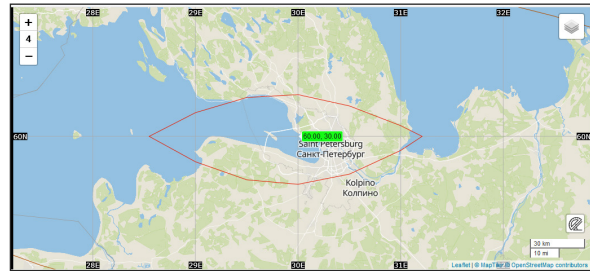 28E
29E
30E
31E
32E
+
4
−
60N
60.00, 30.00
60N
Saint Petersburg
Санкт-Петербург
Kolpino
Колпино
30 km
10 mi
28E
29E
30E
31E
32E
Leaflet | © MapTiler © OpenStreetMap contributors